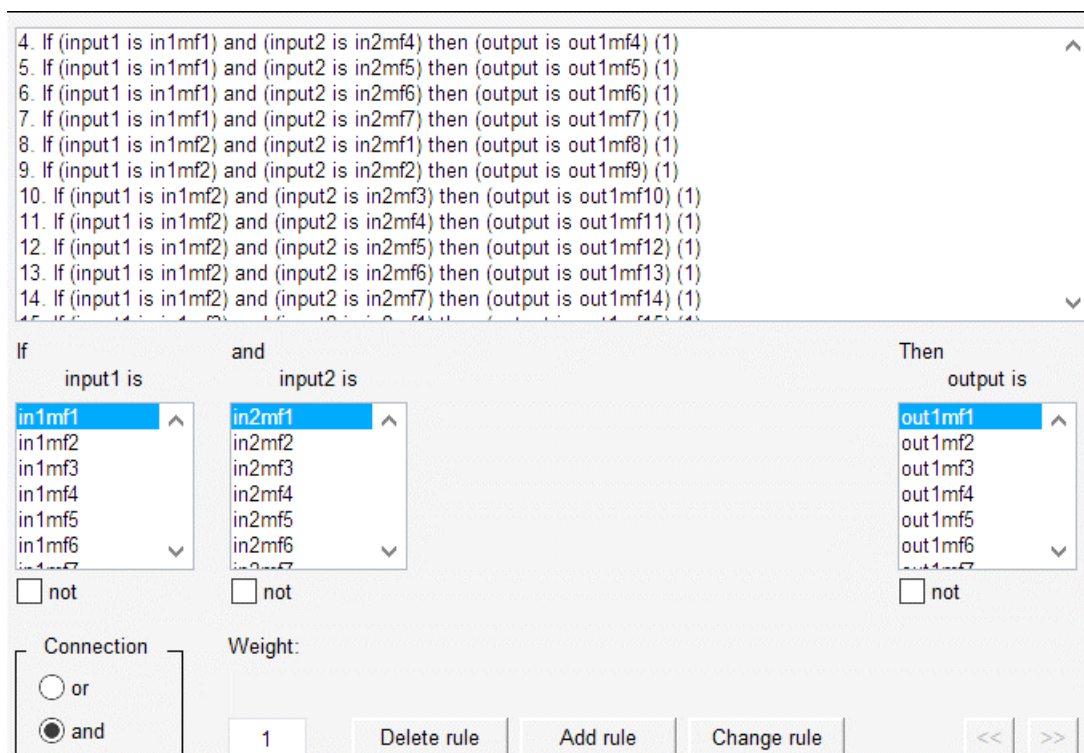 4. If (input1 is in1mf1) and (input2 is in2mf4) then (output is out1mf4) (1)
5. If (input1 is in1mf1) and (input2 is in2mf5) then (output is out1mf5) (1)
6. If (input1 is in1mf1) and (input2 is in2mf6) then (output is out1mf6) (1)
7. If (input1 is in1mf1) and (input2 is in2mf7) then (output is out1mf7) (1)
8. If (input1 is in1mf2) and (input2 is in2mf1) then (output is out1mf8) (1)
9. If (input1 is in1mf2) and (input2 is in2mf2) then (output is out1mf9) (1)
10. If (input1 is in1mf2) and (input2 is in2mf3) then (output is out1mf10) (1)
11. If (input1 is in1mf2) and (input2 is in2mf4) then (output is out1mf11) (1)
12. If (input1 is in1mf2) and (input2 is in2mf5) then (output is out1mf12) (1)
13. If (input1 is in1mf2) and (input2 is in2mf6) then (output is out1mf13) (1)
14. If (input1 is in1mf2) and (input2 is in2mf7) then (output is out1mf14) (1)
If and Then
input1 is input2 is output is
in1mf1 in2mf1 out1mf1
in1mf2 in2mf2 out1mf2
in1mf3 in2mf3 out1mf3
in1mf4 in2mf4 out1mf4
in1mf5 in2mf5 out1mf5
in1mf6 in2mf6 out1mf6
not not not
Connection Weight:
or
and 1 Delete rule Add rule Change rule << >>